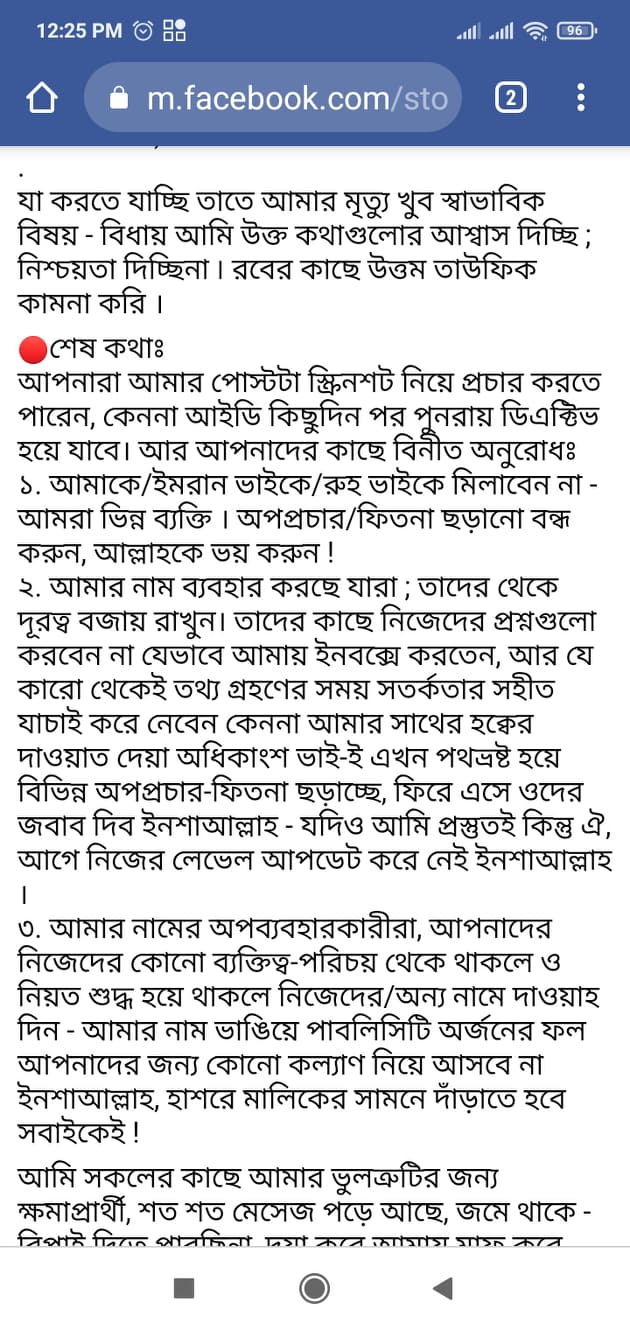 12:25 PM
96
m.facebook.com/sto
2
.
যা করতে যাচ্ছি তাতে আমার মৃত্যু খুব স্বাভাবিক
বিষয় - বিধায় আমি উক্ত কথাগুলোর আশ্বাস দিচ্ছি ;
নিশ্চয়তা দিচ্ছিনা । রবের কাছে উত্তম তাউফিক
কামনা করি ।
🔴শেষ কথাঃ
আপনারা আমার পোস্টটা স্ক্রিনশট নিয়ে প্রচার করতে
পারেন, কেননা আইডি কিছুদিন পর পুনরায় ডিএক্টিভ
হয়ে যাবে। আর আপনাদের কাছে বিনীত অনুরোধঃ
১. আমাকে/ইমরান ভাইকে/রুহ ভাইকে মিলাবেন না -
আমরা ভিন্ন ব্যক্তি । অপপ্রচার/ফিতনা ছড়ানো বন্ধ
করুন, আল্লাহকে ভয় করুন !
২. আমার নাম ব্যবহার করছে যারা ; তাদের থেকে
দূরত্ব বজায় রাখুন। তাদের কাছে নিজেদের প্রশ্নগুলো
করবেন না যেভাবে আমায় ইনবক্সে করতেন, আর যে
কারো থেকেই তথ্য গ্রহণের সময় সতর্কতার সহীত
যাচাই করে নেবেন কেননা আমার সাথের হক্বের
দাওয়াত দেয়া অধিকাংশ ভাই-ই এখন পথভ্রষ্ট হয়ে
বিভিন্ন অপপ্রচার-ফিতনা ছড়াচ্ছে, ফিরে এসে ওদের
জবাব দিব ইনশাআল্লাহ - যদিও আমি প্রস্তুতই কিন্তু ঐ,
আগে নিজের লেভেল আপডেট করে নেই ইনশাআল্লাহ
।
৩. আমার নামের অপব্যবহারকারীরা, আপনাদের
নিজেদের কোনো ব্যক্তিত্ব-পরিচয় থেকে থাকলে ও
নিয়ত শুদ্ধ হয়ে থাকলে নিজেদের/অন্য নামে দাওয়াহ
দিন - আমার নাম ভাঙিয়ে পাবলিসিটি অর্জনের ফল
আপনাদের জন্য কোনো কল্যাণ নিয়ে আসবে না
ইনশাআল্লাহ, হাশরে মালিকের সামনে দাঁড়াতে হবে
সবাইকেই !
আমি সকলের কাছে আমার ভুলত্রুটির জন্য
ক্ষমাপ্রার্থী, শত শত মেসেজ পড়ে আছে, জমে থাকে -
রিপ্লাই দিতে পারছিনা, দয়া করে আমায় মাফ করে